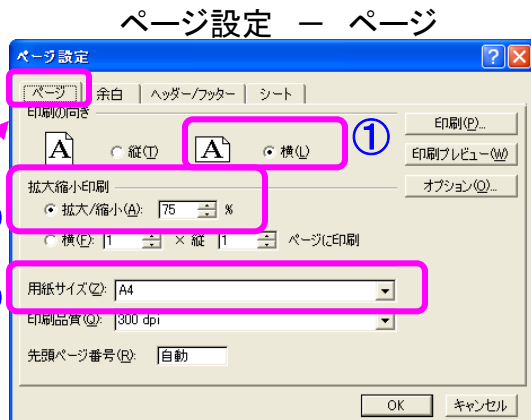 ページ設定 － ページ
ページ設定
ページ 余白 ヘッダー/フッター シート
印刷の向き
印刷(P)...
A 縦(T) A 横(L) ①
印刷プレビュー(W)
拡大縮小印刷
オプション(O)...
拡大/縮小(A): 75 %
横(F): 1 × 縦 1 ページに印刷
用紙サイズ(Z): A4
印刷品質(Q): 300 dpi
先頭ページ番号(R): 自動
OK キャンセル